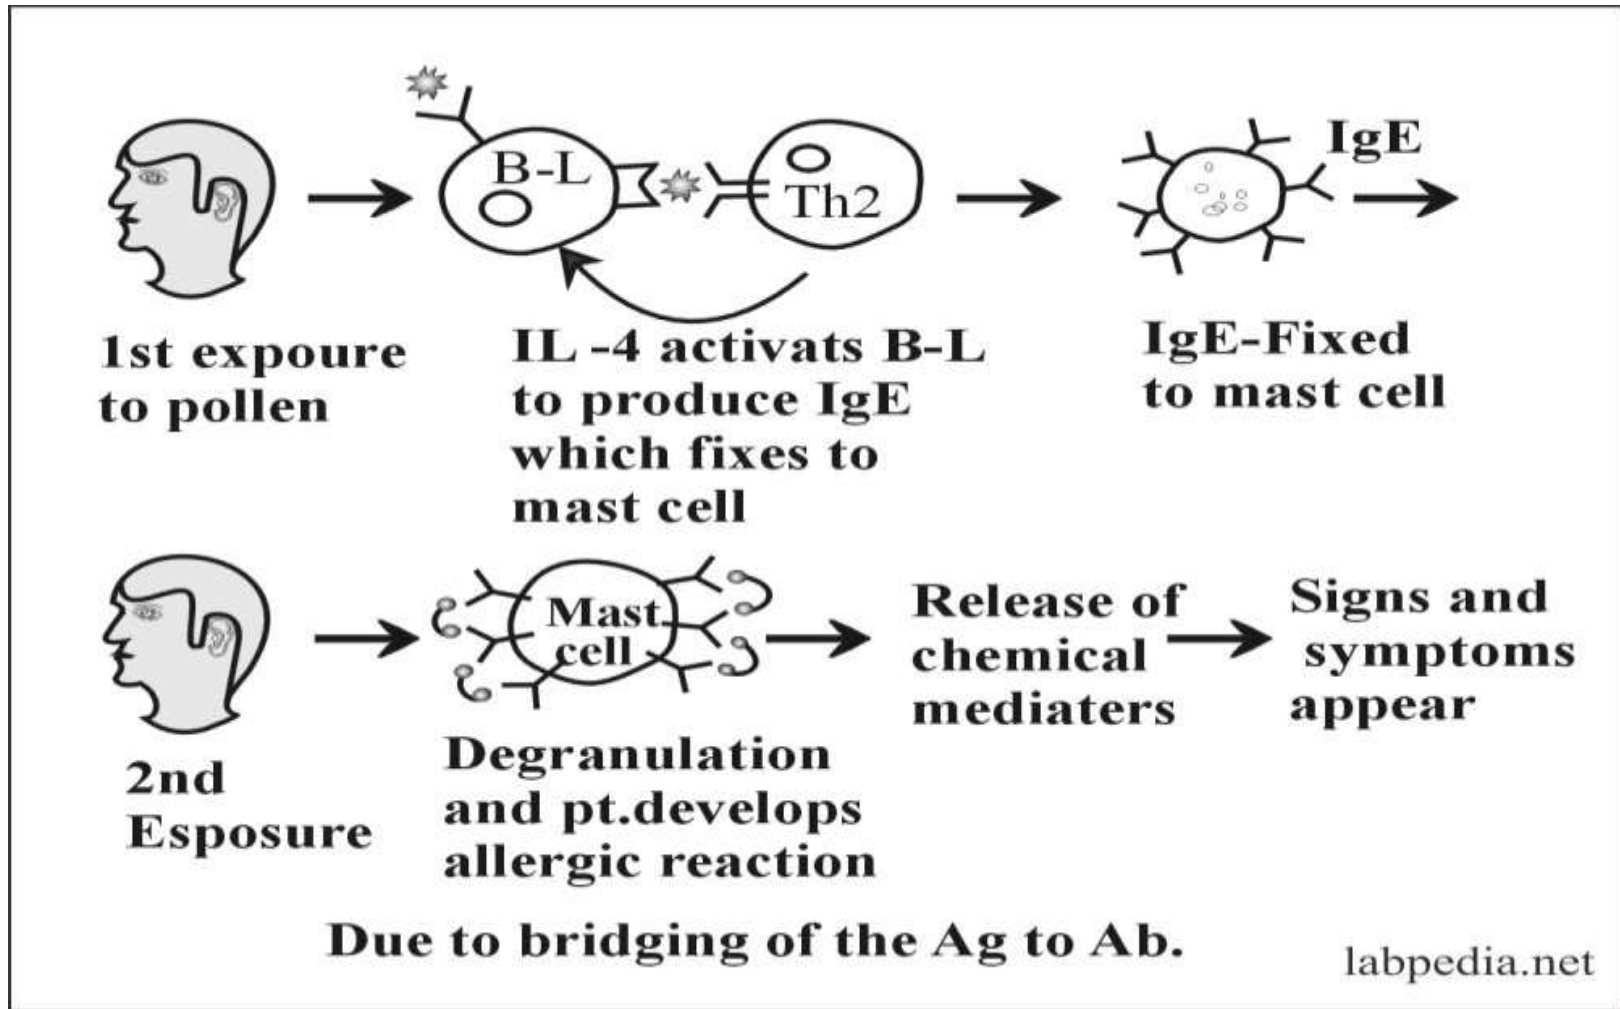 B-L
Th2
IgE
1st expoure
to pollen
IL -4 activats B-L
to produce IgE
which fixes to
mast cell
IgE-Fixed
to mast cell
Mast
cell
2nd
Esposure
Degranulation
and pt.develops
allergic reaction
Release of
chemical
mediaters
Signs and
symptoms
appear
Due to bridging of the Ag to Ab.
labpedia.net